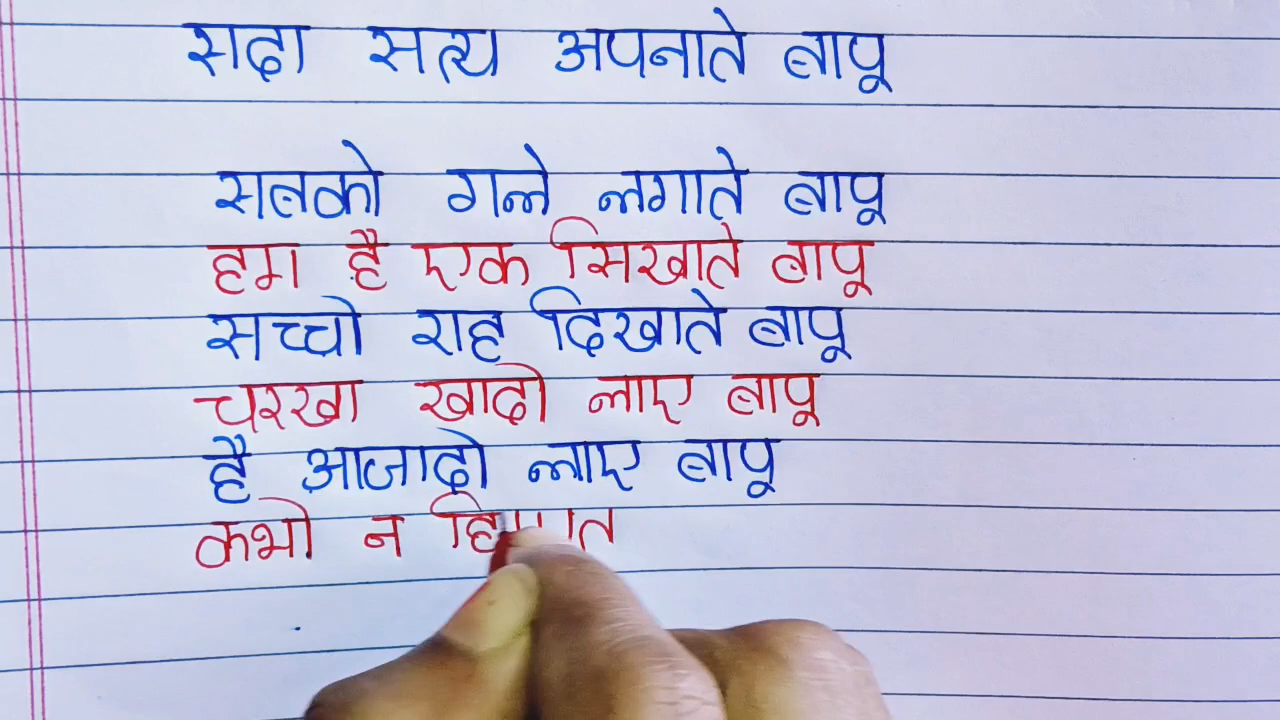 सदा सत्य अपनाते बापू
सबको गले लगाते बापू
हम है एक सिखाते बापू
सच्ची राह दिखाते बापू
चरखा खादी लाए बापू
है आजादी लाए बापू
कभी न